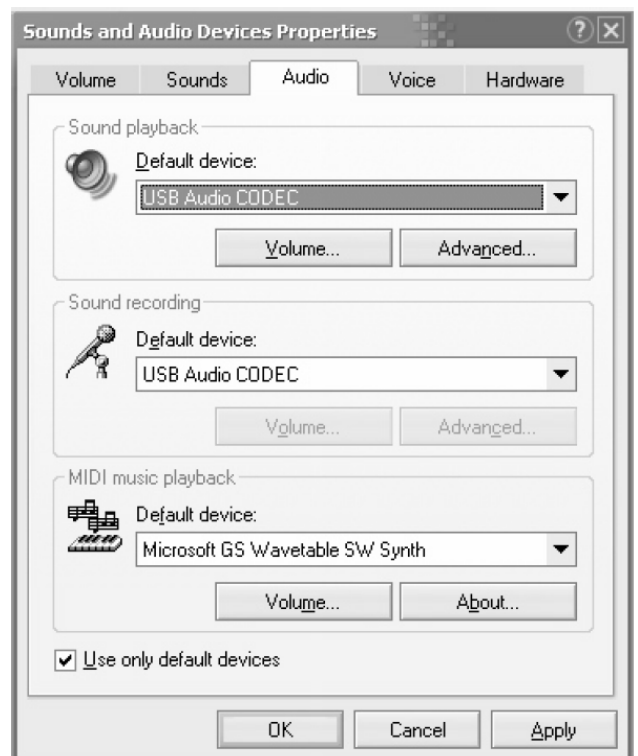 Sounds and Audio Devices Properties
Volume Sounds Audio Voice Hardware
Sound playback
Default device:
USB Audio CODEC
Volume... Advanced...
Sound recording
Default device:
USB Audio CODEC
Volume... Advanced...
MIDI music playback
Default device:
Microsoft GS Wavetable SW Synth
Volume... About...
Use only default devices
OK Cancel Apply